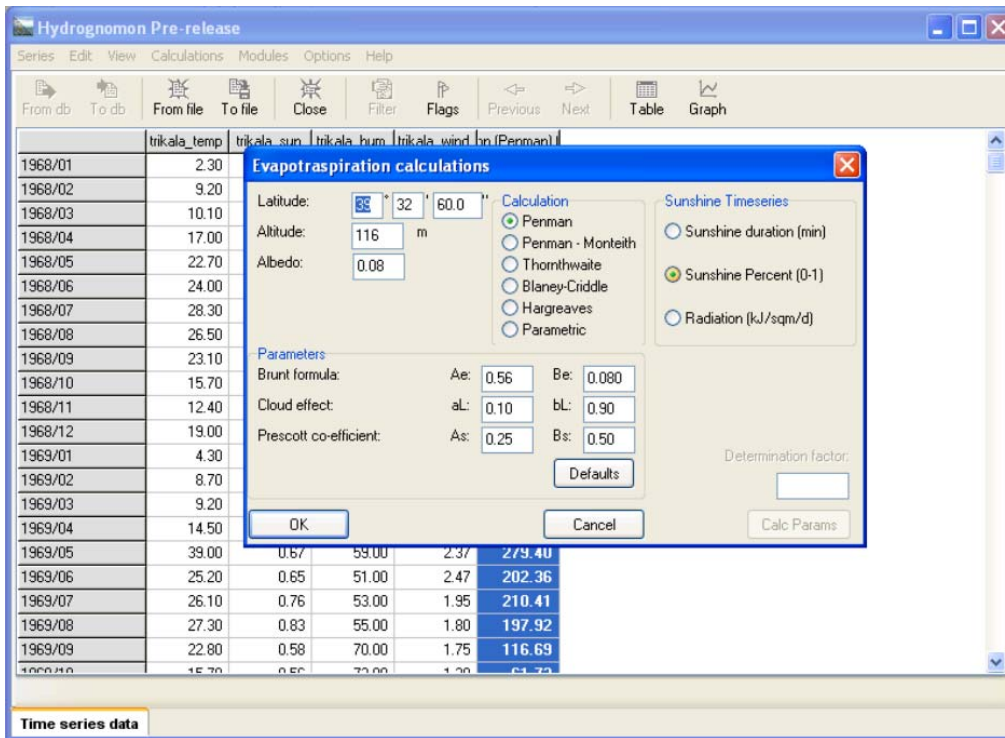 Hydrognomon Pre-release
Series Edit View Calculations Modules Options Help
From db To db From file To file Close Filter Flags Previous Next Table Graph
trikala_temp trikala_sun trikala_hum trikala_wind (Penman)
1968/01 2.30
1968/02 9.20
1968/03 10.10
1968/04 17.00
1968/05 22.70
1968/06 24.00
1968/07 28.30
1968/08 26.50
1968/09 23.10
1968/10 15.70
1968/11 12.40
1968/12 19.00
1969/01 4.30
1969/02 8.70
1969/03 9.20
1969/04 14.50
1969/05 39.00 0.67 59.00 2.37 279.40
1969/06 25.20 0.65 51.00 2.47 202.36
1969/07 26.10 0.76 53.00 1.95 210.41
1969/08 27.30 0.83 55.00 1.80 197.92
1969/09 22.80 0.58 70.00 1.75 116.69
Evapotraspiration calculations
Latitude: 39 ° 32 ' 60.0 "
Altitude: 116 m
Albedo: 0.08
Calculation
Penman
Penman - Monteith
Thornthwaite
Blaney-Criddle
Hargreaves
Parametric
Sunshine Timeseries
Sunshine duration (min)
Sunshine Percent (0-1)
Radiation (kJ/sqm/d)
Parameters
Brunt formula: Ae: 0.56 Be: 0.080
Cloud effect: aL: 0.10 bL: 0.90
Prescott co-efficient: As: 0.25 Bs: 0.50
Defaults
Determination factor:
OK Cancel Calc Params
Time series data